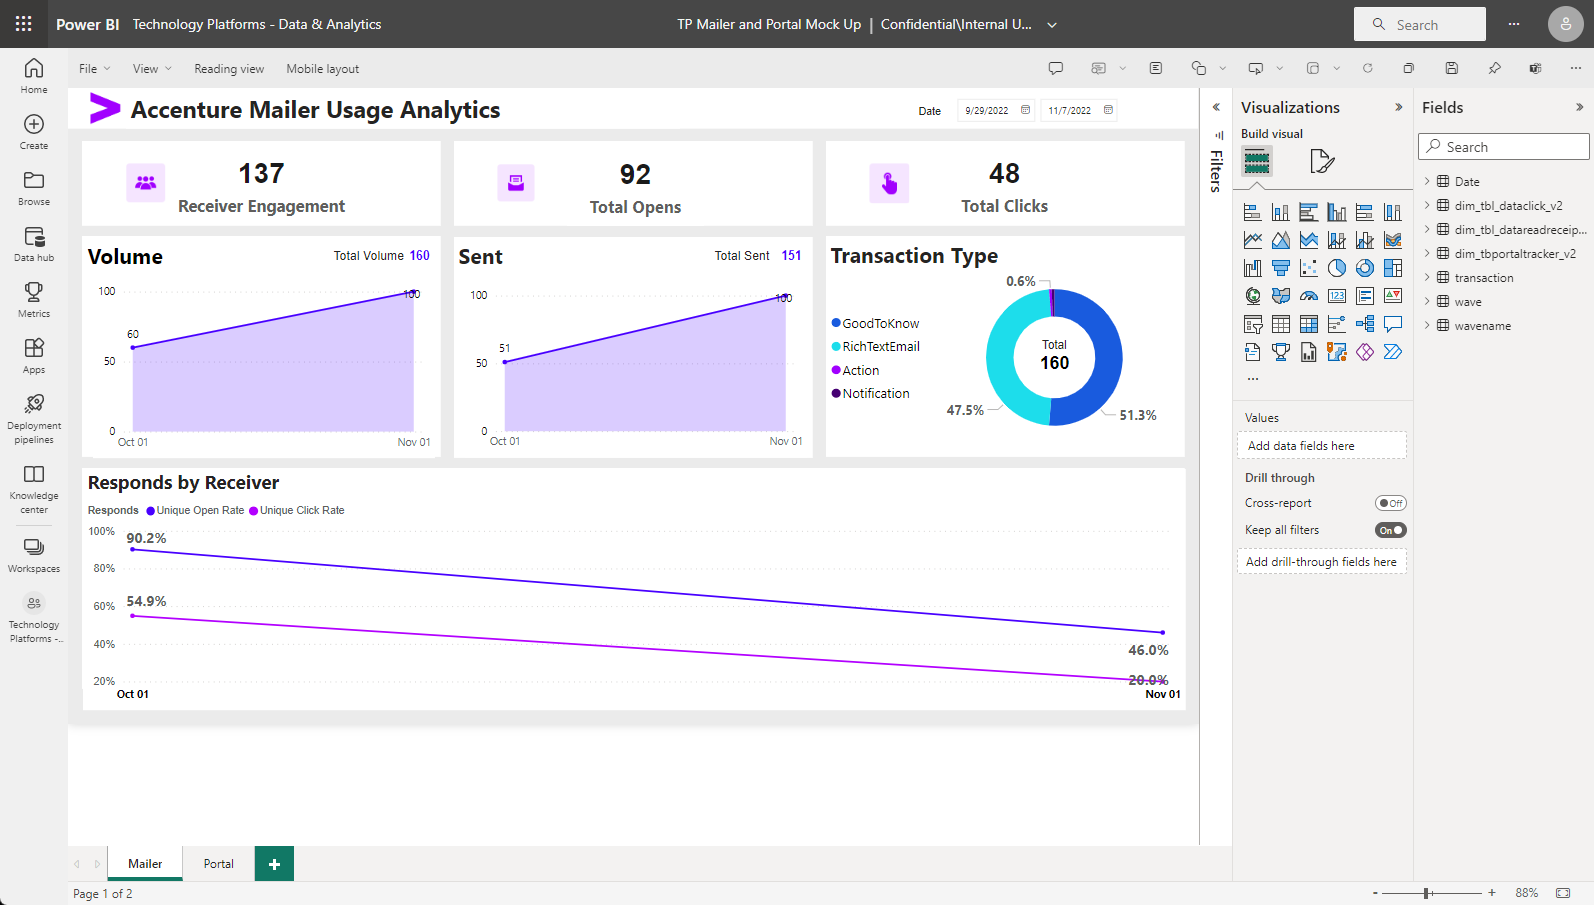 Power BI Technology Platforms - Data & Analytics
TP Mailer and Portal Mock Up | Confidential\Internal U...
Search
Home
Create
Browse
Data hub
Metrics
Apps
Deployment
pipelines
Knowledge
center
Workspaces
Technology
Platforms -...
File View Reading view Mobile layout
Accenture Mailer Usage Analytics
Date 9/29/2022 11/7/2022
137
Receiver Engagement
92
Total Opens
48
Total Clicks
Volume
Total Volume 160
100
50
0
60
100
Oct 01
Nov 01
Sent
Total Sent 151
100
50
0
51
100
Oct 01
Nov 01
Transaction Type
GoodToKnow
RichTextEmail
Action
Notification
0.6%
47.5%
51.3%
Total
160
Responds by Receiver
Responds Unique Open Rate Unique Click Rate
100%
80%
60%
40%
20%
90.2%
54.9%
46.0%
20.0%
Oct 01
Nov 01
Filters
Visualizations
Build visual
123
...
Values
Add data fields here
Drill through
Cross-report Off
Keep all filters On
Add drill-through fields here
Fields
Search
Date
dim_tbl_dataclick_v2
dim_tbl_datareadreceip...
dim_tbportaltracker_v2
transaction
wave
wavename
Mailer
Portal
+
Page 1 of 2
- + 88%